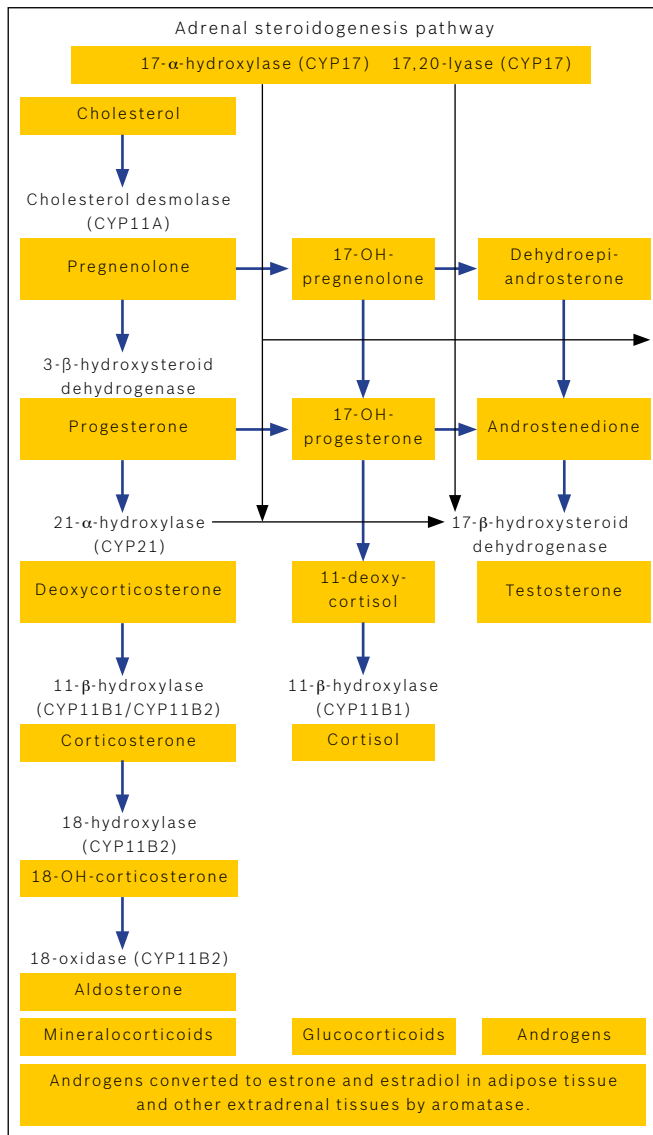 Adrenal steroidogenesis pathway
17-α-hydroxylase (CYP17) 17,20-lyase (CYP17)
Cholesterol
Cholesterol desmolase
(CYP11A)
Pregnenolone
17-OH-
pregnenolone
Dehydroepi-
androsterone
3-β-hydroxysteroid
dehydrogenase
Progesterone
17-OH-
progesterone
Androstenedione
21-α-hydroxylase
(CYP21)
17-β-hydroxysteroid
dehydrogenase
Deoxycorticosterone
11-deoxy-
cortisol
Testosterone
11-β-hydroxylase
(CYP11B1/CYP11B2)
11-β-hydroxylase
(CYP11B1)
Corticosterone
Cortisol
18-hydroxylase
(CYP11B2)
18-OH-corticosterone
18-oxidase (CYP11B2)
Aldosterone
Mineralocorticoids
Glucocorticoids
Androgens
Androgens converted to estrone and estradiol in adipose tissue
and other extradrenal tissues by aromatase.